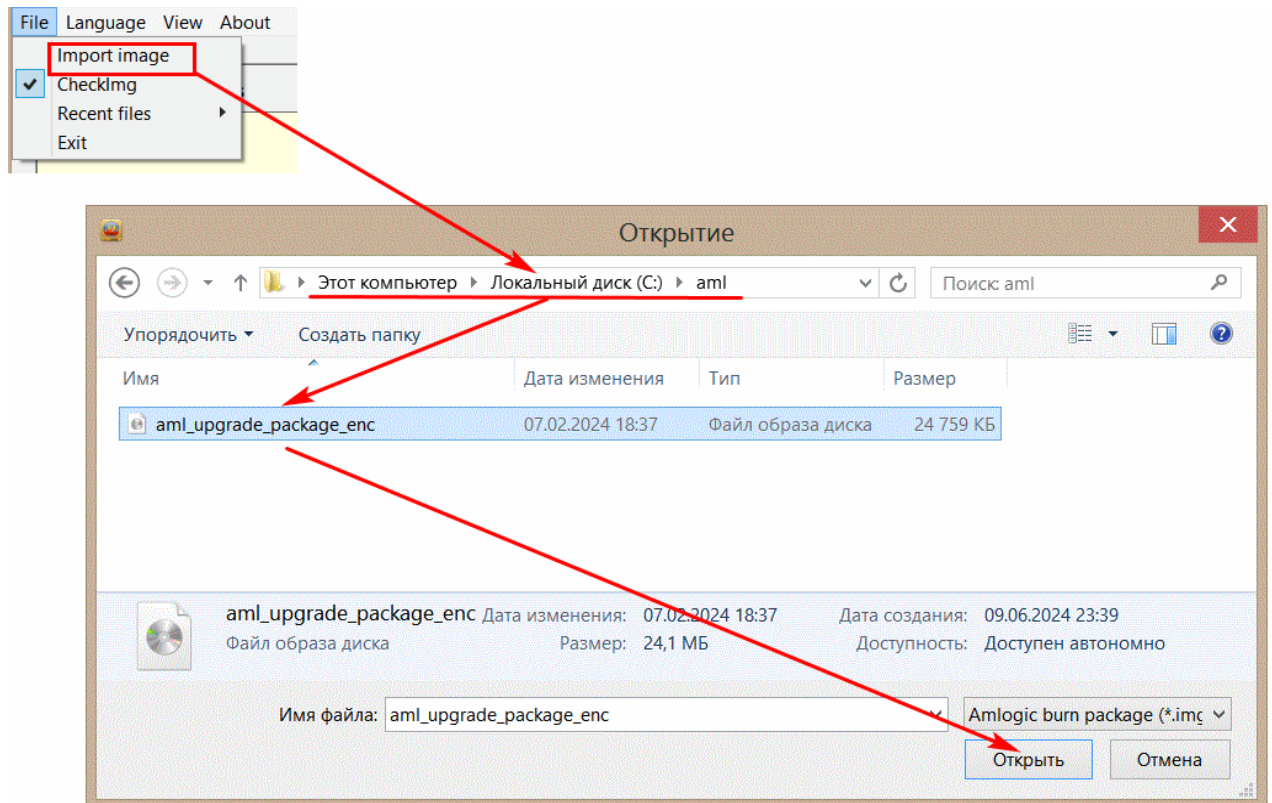 File Language View About
Import image
CheckImg
Recent files
Exit
Открытие
Этот компьютер Локальный диск (C:) aml
Поиск: aml
Упорядочить Создать папку
Имя Дата изменения Тип Размер
aml_upgrade_package_enc 07.02.2024 18:37 Файл образа диска 24 759 КБ
aml_upgrade_package_enc Дата изменения: 07.02.2024 18:37 Дата создания: 09.06.2024 23:39
Файл образа диска Размер: 24,1 МБ Доступность: Доступен автономно
Имя файла: aml_upgrade_package_enc Amlogic burn package (*.img
Открыть Отмена